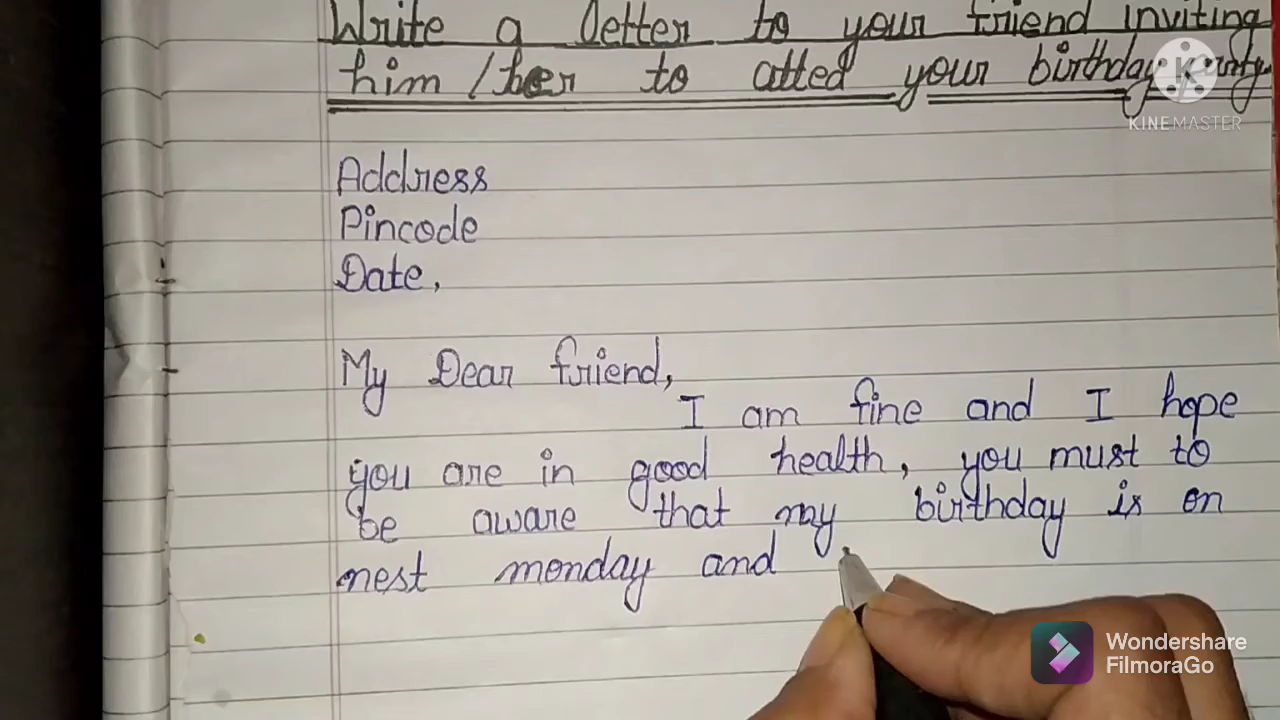 Write a letter to your friend inviting
him / her to atted your birthday party
KINEMASTER
Address
Pincode
Date,
My Dear friend,
I am fine and I hope
you are in good health, you must to
be aware that my birthday is on
nest monday and
Wondershare
FilmoraGo